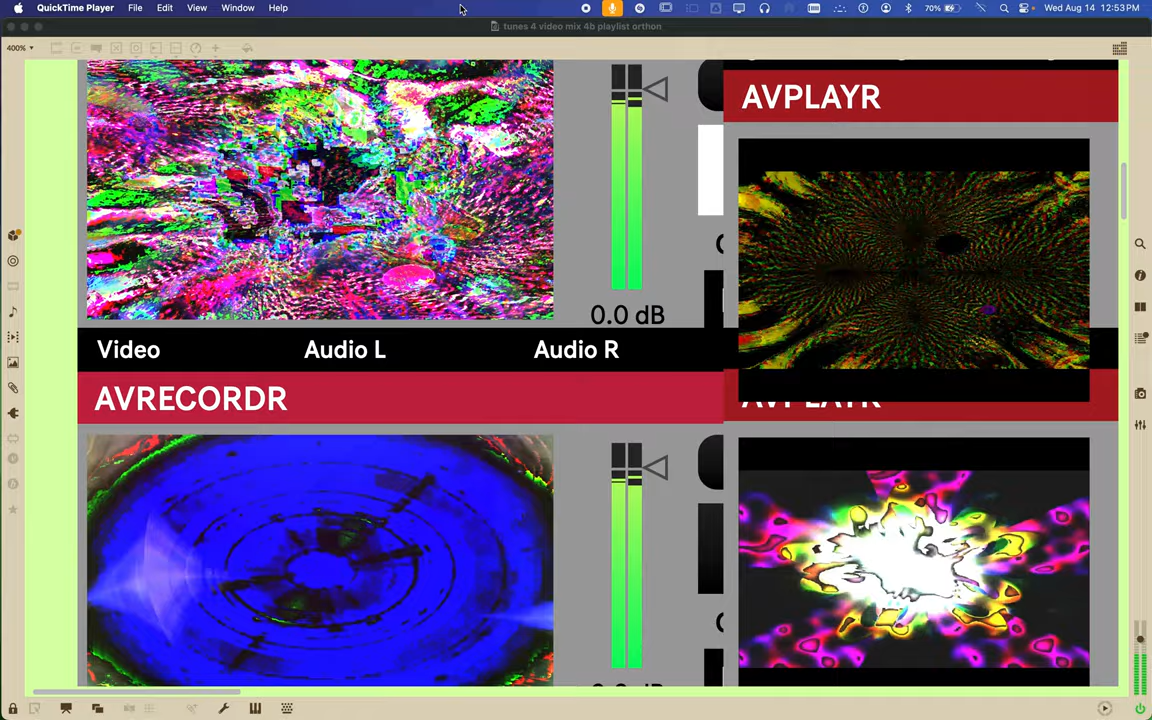 QuickTime Player File Edit View Window Help 70% Wed Aug 14 12:53 PM
tunes 4 video mix 4b playlist orthon
400%
AVPLAYR
0.0 dB
Video Audio L Audio R
AVRECORDR
AVPLAYR